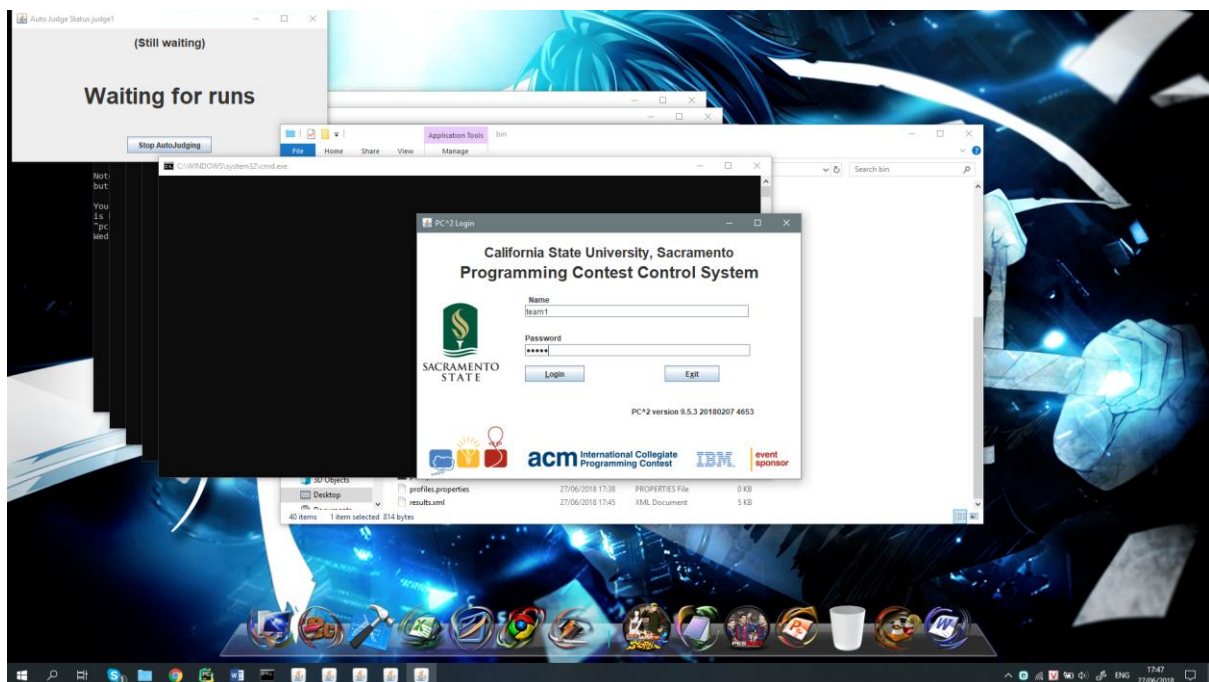 Auto Judge Status judge1
(Still waiting)
Waiting for runs
Stop AutoJudging
Application Tools bin
File Home Share View Manage
C:\WINDOWS\system32\cmd.exe
Search bin
Not
but
You
is
"pc
Wed
PC^2 Login
California State University, Sacramento
Programming Contest Control System
Name
team1
Password
•••••
SACRAMENTO
STATE
Login Exit
PC^2 version 9.5.3 20180207 4653
acm International Collegiate
Programming Contest
IBM.
event
sponsor
3D Objects
Desktop
profiles.properties 27/06/2018 17:38 PROPERTIES File 0 KB
results.xml 27/06/2018 17:45 XML Document 5 KB
40 items 1 item selected 814 bytes
ENG
17:47
27/06/2018